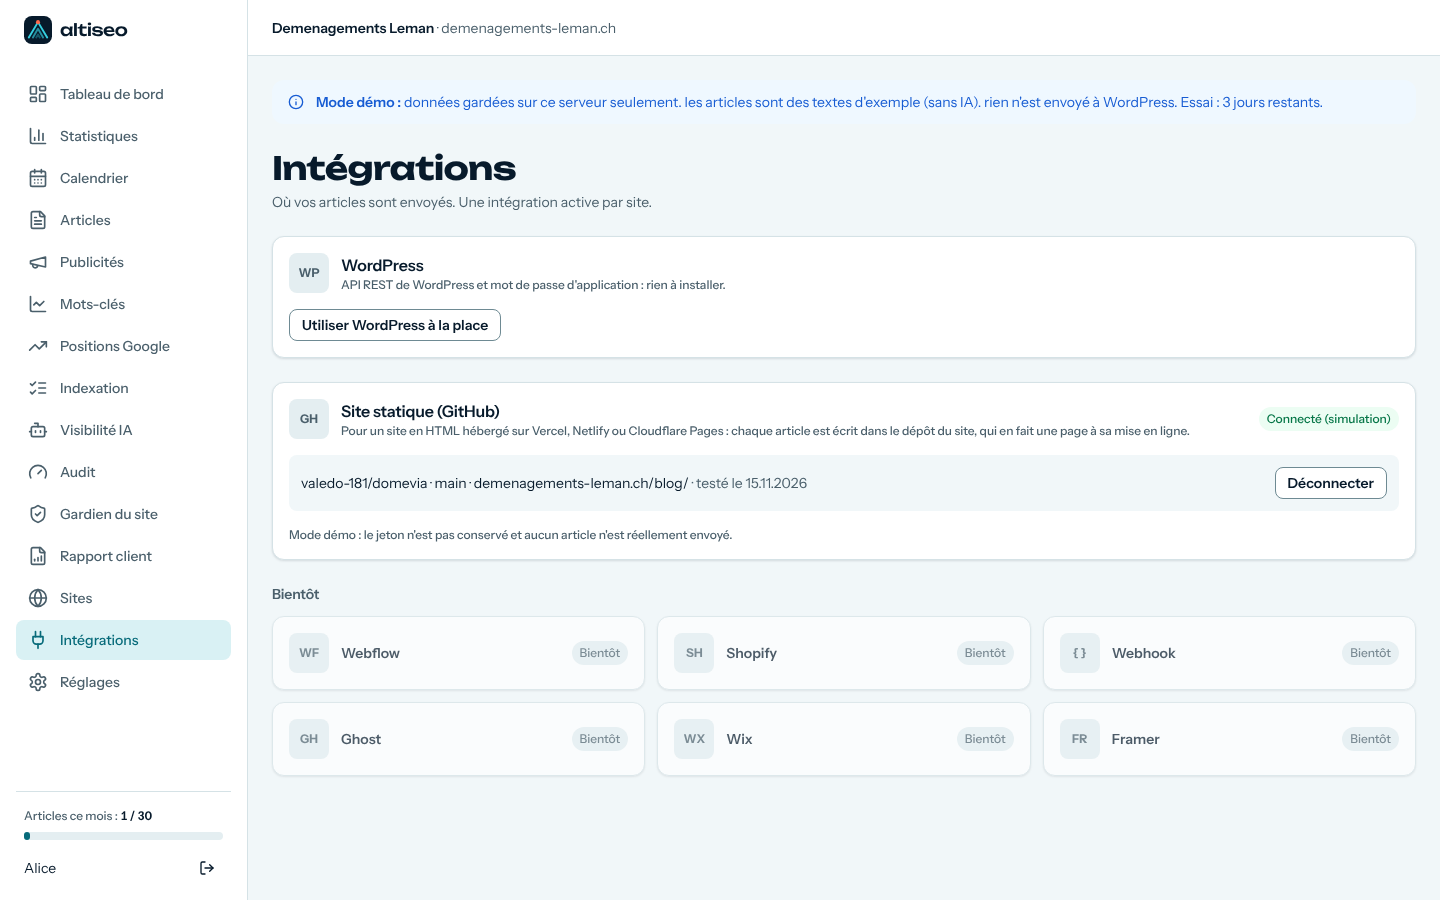 altiseo
Demenagements Leman · demenagements-leman.ch
Tableau de bord
Statistiques
Calendrier
Articles
Publicités
Mots-clés
Positions Google
Indexation
Visibilité IA
Audit
Gardien du site
Rapport client
Sites
Intégrations
Réglages
Articles ce mois : 1 / 30
Alice
Mode démo : données gardées sur ce serveur seulement. les articles sont des textes d'exemple (sans IA). rien n'est envoyé à WordPress. Essai : 3 jours restants.
Intégrations
Où vos articles sont envoyés. Une intégration active par site.
WP
WordPress
API REST de WordPress et mot de passe d'application : rien à installer.
Utiliser WordPress à la place
GH
Site statique (GitHub)
Pour un site en HTML hébergé sur Vercel, Netlify ou Cloudflare Pages : chaque article est écrit dans le dépôt du site, qui en fait une page à sa mise en ligne.
Connecté (simulation)
valedo-181/domevia · main · demenagements-leman.ch/blog/ · testé le 15.11.2026
Déconnecter
Mode démo : le jeton n'est pas conservé et aucun article n'est réellement envoyé.
Bientôt
WF Webflow Bientôt
SH Shopify Bientôt
{ } Webhook Bientôt
GH Ghost Bientôt
WX Wix Bientôt
FR Framer Bientôt